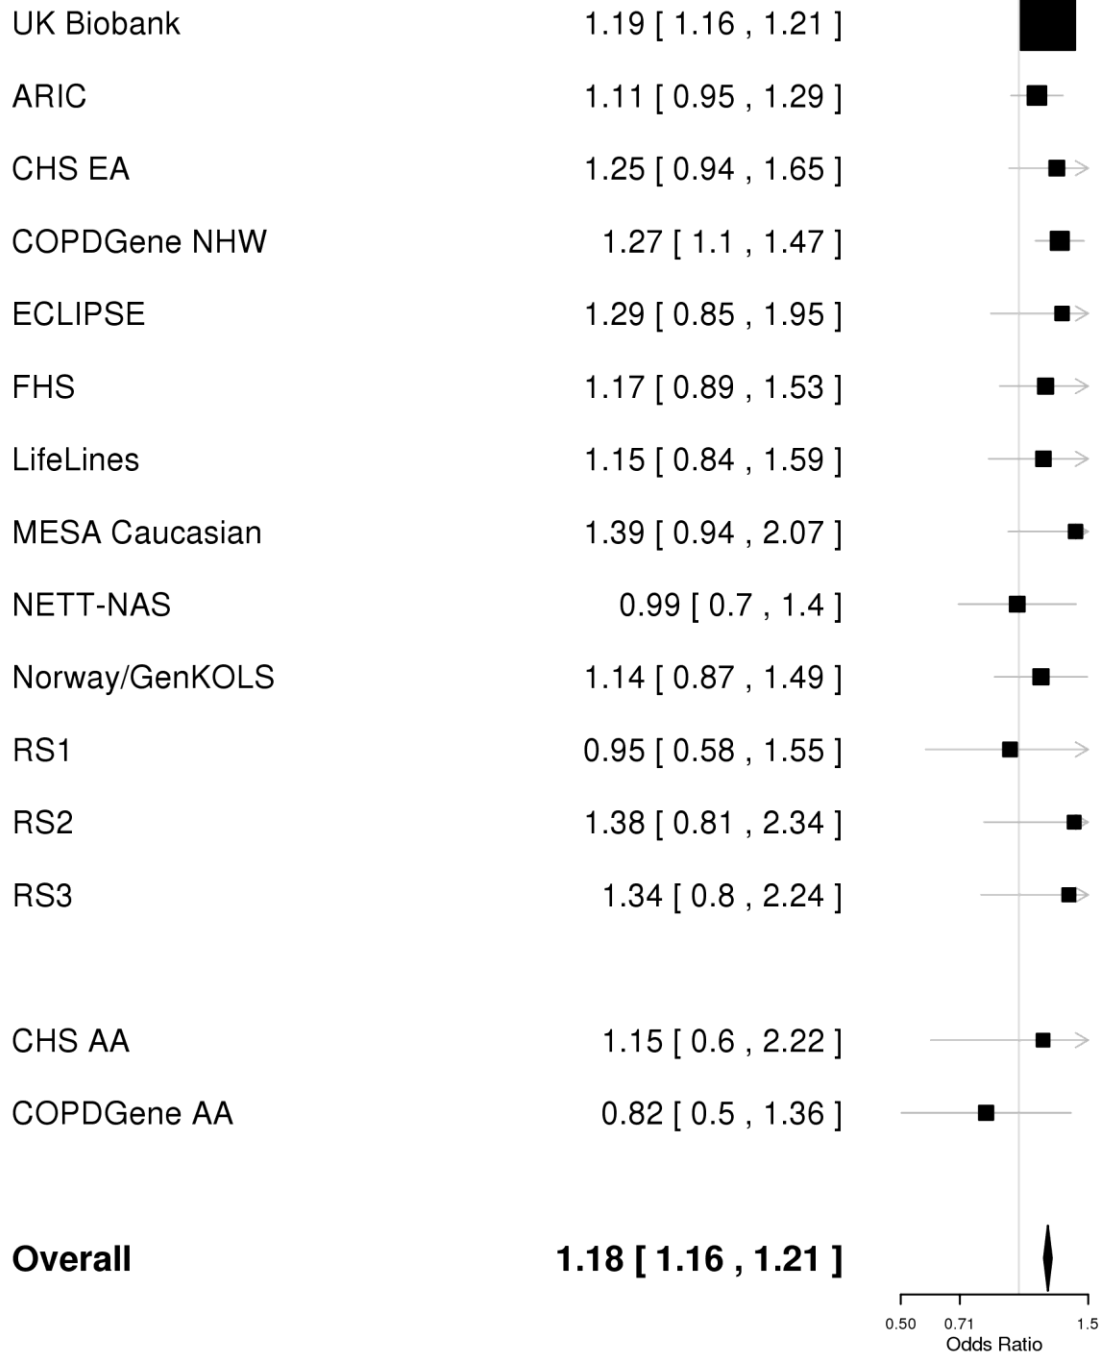 UK Biobank 1.19 [ 1.16 , 1.21 ]
ARIC 1.11 [ 0.95 , 1.29 ]
CHS EA 1.25 [ 0.94 , 1.65 ]
COPDGene NHW 1.27 [ 1.1 , 1.47 ]
ECLIPSE 1.29 [ 0.85 , 1.95 ]
FHS 1.17 [ 0.89 , 1.53 ]
LifeLines 1.15 [ 0.84 , 1.59 ]
MESA Caucasian 1.39 [ 0.94 , 2.07 ]
NETT-NAS 0.99 [ 0.7 , 1.4 ]
Norway/GenKOLS 1.14 [ 0.87 , 1.49 ]
RS1 0.95 [ 0.58 , 1.55 ]
RS2 1.38 [ 0.81 , 2.34 ]
RS3 1.34 [ 0.8 , 2.24 ]
CHS AA 1.15 [ 0.6 , 2.22 ]
COPDGene AA 0.82 [ 0.5 , 1.36 ]
Overall 1.18 [ 1.16 , 1.21 ]
0.50 0.71 1.5
Odds Ratio